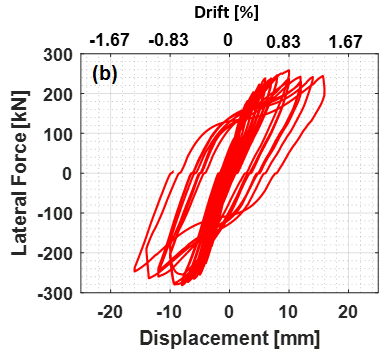 Drift [%]
-1.67 -0.83 0 0.83 1.67
300
(b)
200
100
0
-100
-200
-300
Lateral Force [kN]
-20 -10 0 10 20
Displacement [mm]